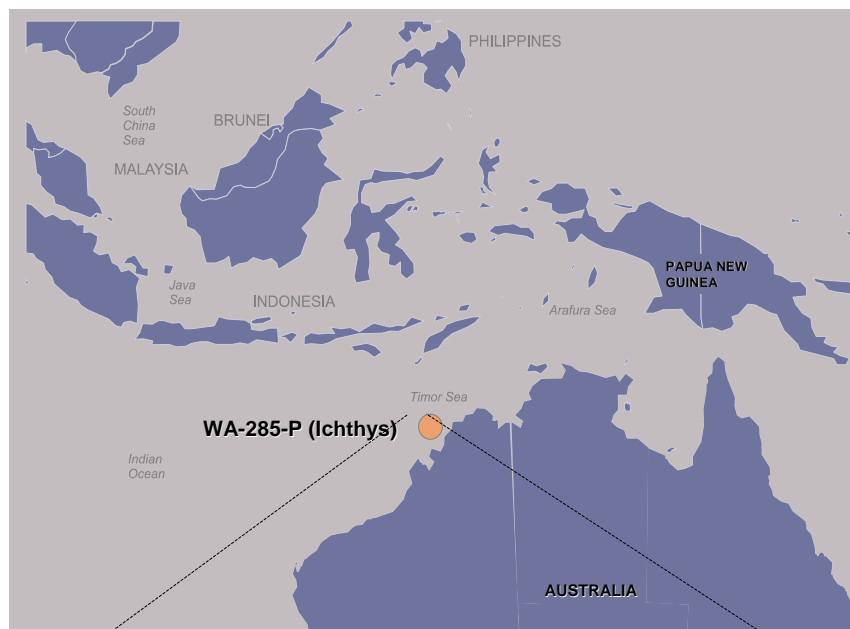 PHILIPPINES
South
China
Sea
BRUNEI
MALAYSIA
PAPUA NEW
GUINEA
Java
Sea
INDONESIA
Arafura Sea
Timor Sea
WA-285-P (Ichthys)
Indian
Ocean
AUSTRALIA